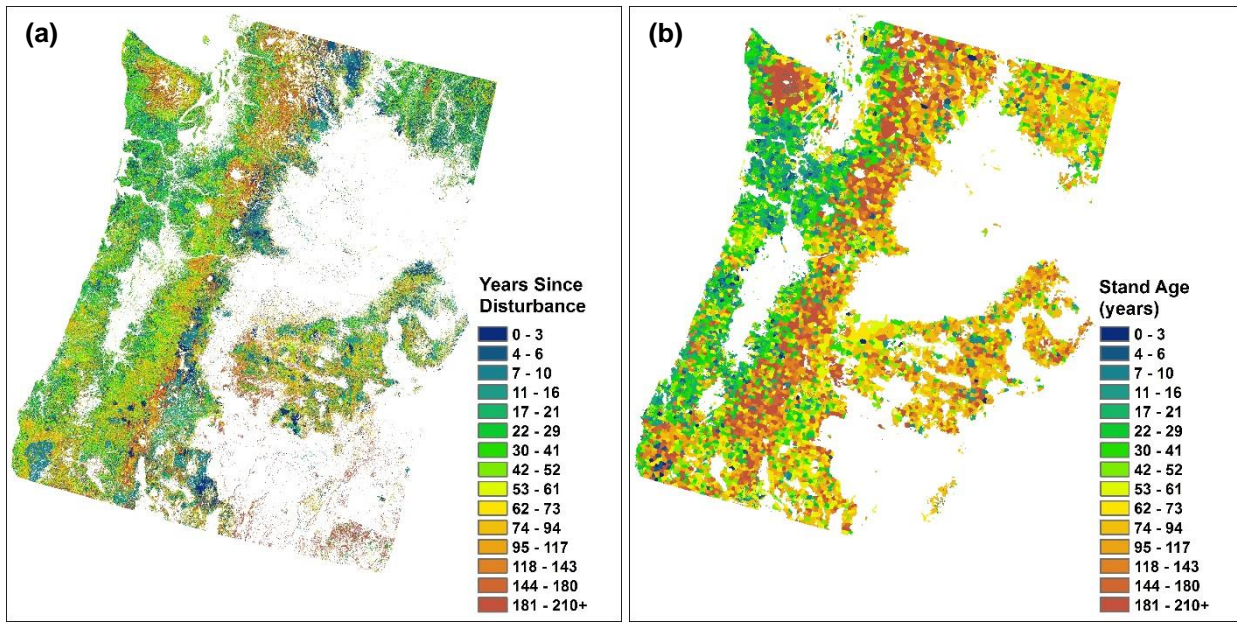 (a)
Years Since
Disturbance
0 - 3
4 - 6
7 - 10
11 - 16
17 - 21
22 - 29
30 - 41
42 - 52
53 - 61
62 - 73
74 - 94
95 - 117
118 - 143
144 - 180
181 - 210+
(b)
Stand Age
(years)
0 - 3
4 - 6
7 - 10
11 - 16
17 - 21
22 - 29
30 - 41
42 - 52
53 - 61
62 - 73
74 - 94
95 - 117
118 - 143
144 - 180
181 - 210+